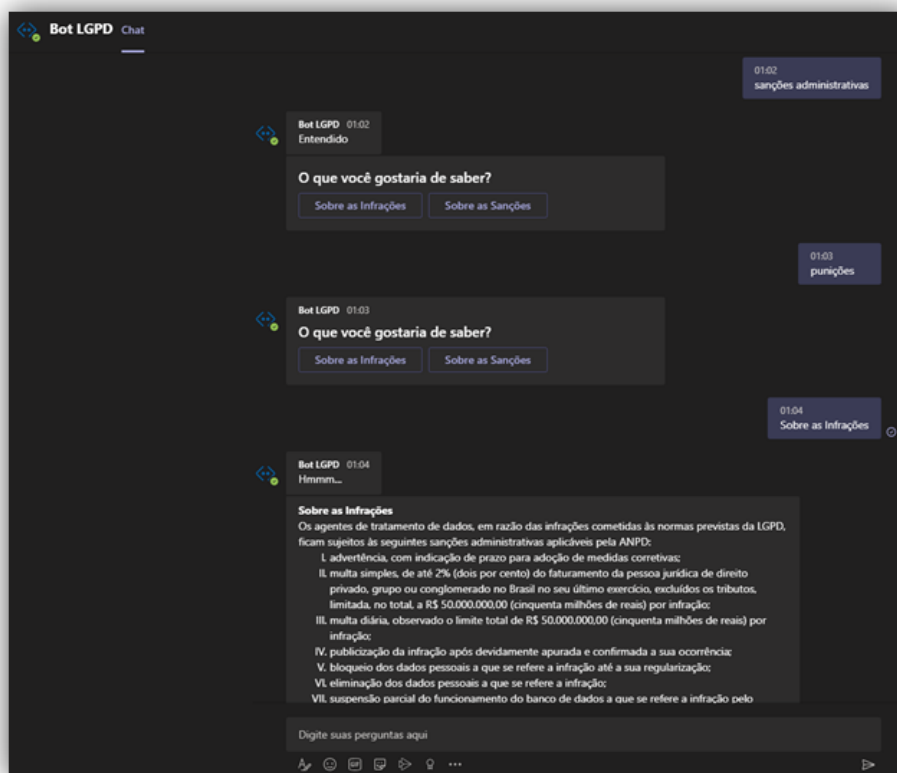 Bot LGPD Chat
01:02
sanções administrativas
Bot LGPD 01:02
Entendido
O que você gostaria de saber?
Sobre as Infrações Sobre as Sanções
01:03
punições
Bot LGPD 01:03
O que você gostaria de saber?
Sobre as Infrações Sobre as Sanções
01:04
Sobre as Infrações
Bot LGPD 01:04
Hmmm...
Sobre as Infrações
Os agentes de tratamento de dados, em razão das infrações cometidas às normas previstas da LGPD,
ficam sujeitos às seguintes sanções administrativas aplicáveis pela ANPD:
I. advertência, com indicação de prazo para adoção de medidas corretivas;
II. multa simples, de até 2% (dois por cento) do faturamento da pessoa jurídica de direito
privado, grupo ou conglomerado no Brasil no seu último exercício, excluídos os tributos,
limitada, no total, a R$ 50.000.000,00 (cinquenta milhões de reais) por infração;
III. multa diária, observado o limite total de R$ 50.000.000,00 (cinquenta milhões de reais) por
infração;
IV. publicização da infração após devidamente apurada e confirmada a sua ocorrência;
V. bloqueio dos dados pessoais a que se refere a infração até a sua regularização;
VI. eliminação dos dados pessoais a que se refere a infração;
VII. suspensão parcial do funcionamento do banco de dados a que se refere a infração pelo
Digite suas perguntas aqui
GIF